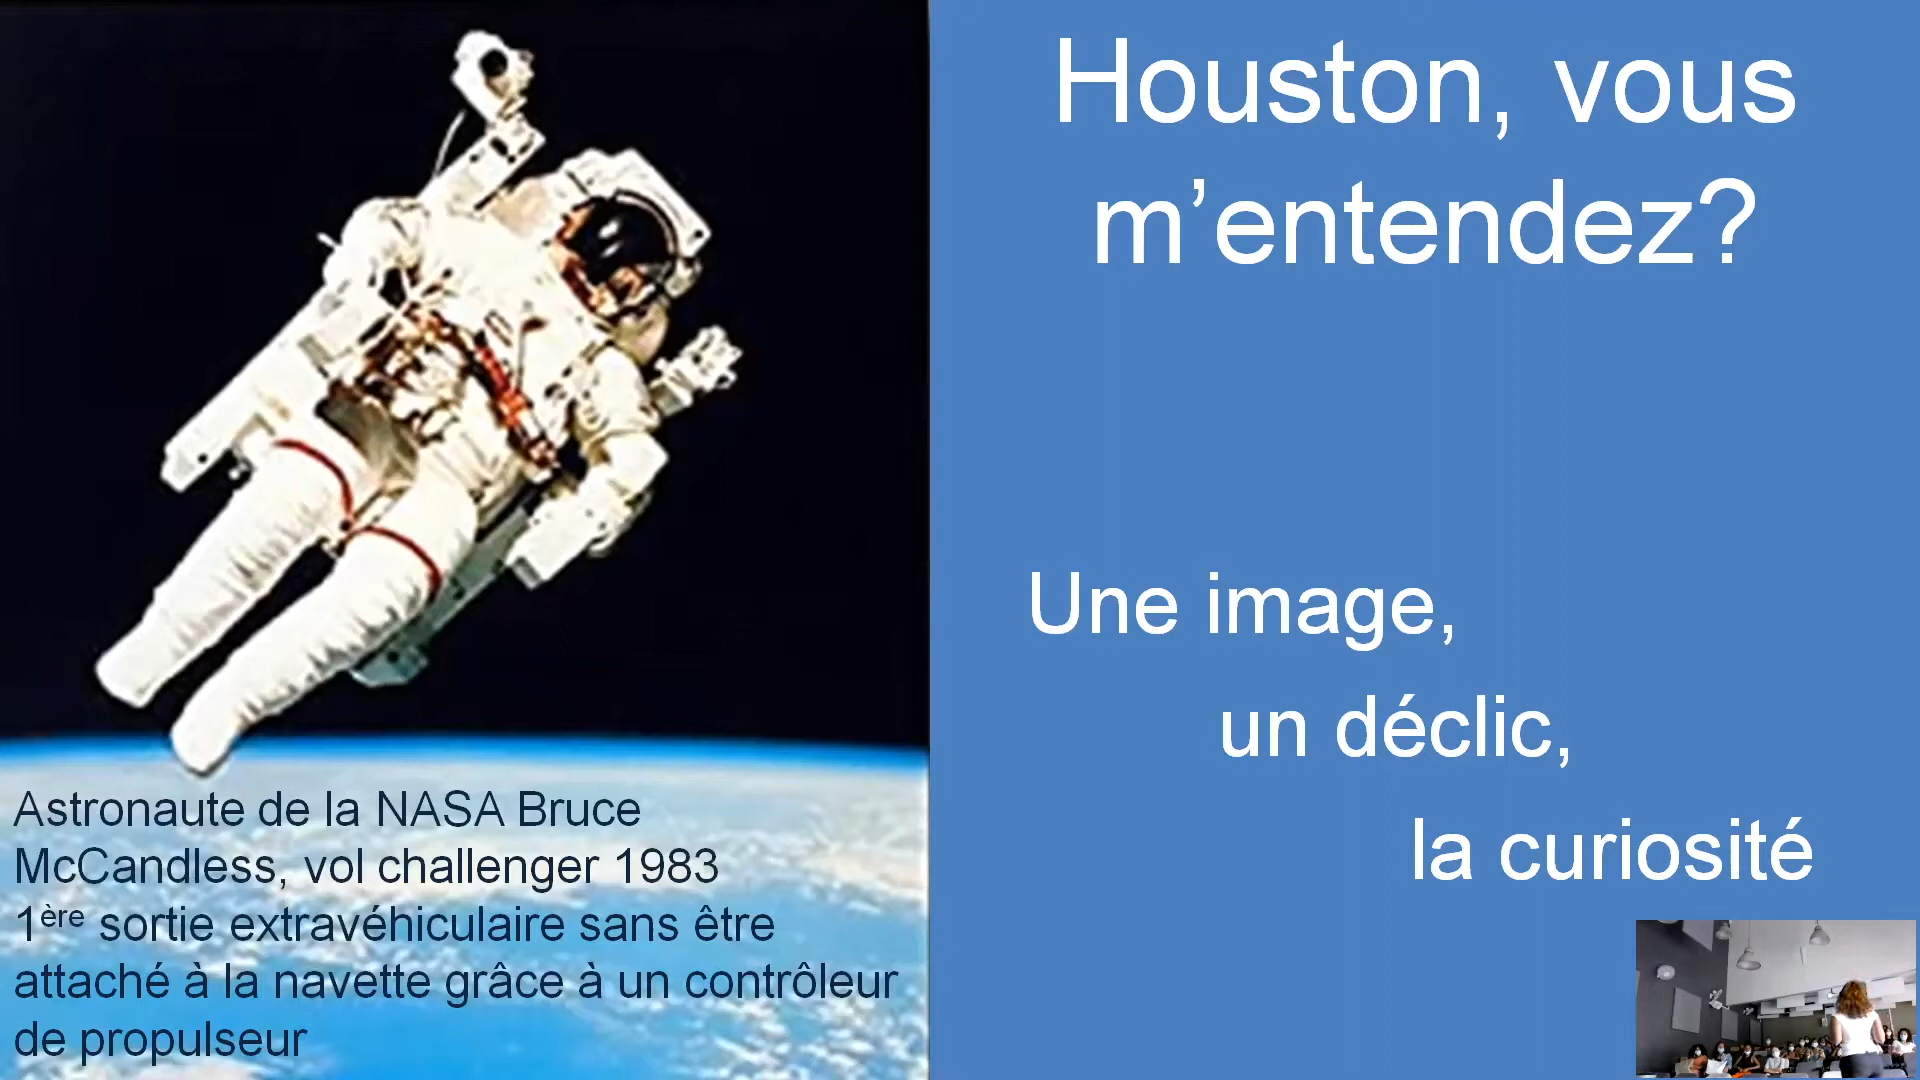 Houston, vous
m’entendez?
Une image,
un déclic,
la curiosité
Astronaute de la NASA Bruce
McCandless, vol challenger 1983
1ère sortie extravéhiculaire sans être
attaché à la navette grâce à un contrôleur
de propulseur